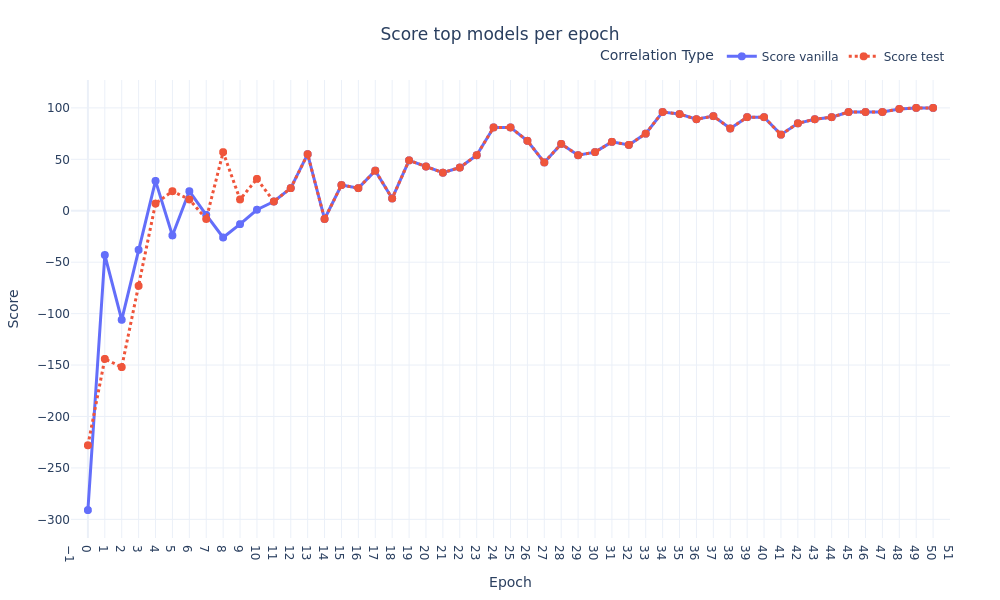 Score top models per epoch
Correlation Type Score vanilla Score test
100
50
0
−50
−100
−150
−200
−250
−300
Score
−1 0 1 2 3 4 5 6 7 8 9 10 11 12 13 14 15 16 17 18 19 20 21 22 23 24 25 26 27 28 29 30 31 32 33 34 35 36 37 38 39 40 41 42 43 44 45 46 47 48 49 50 51
Epoch